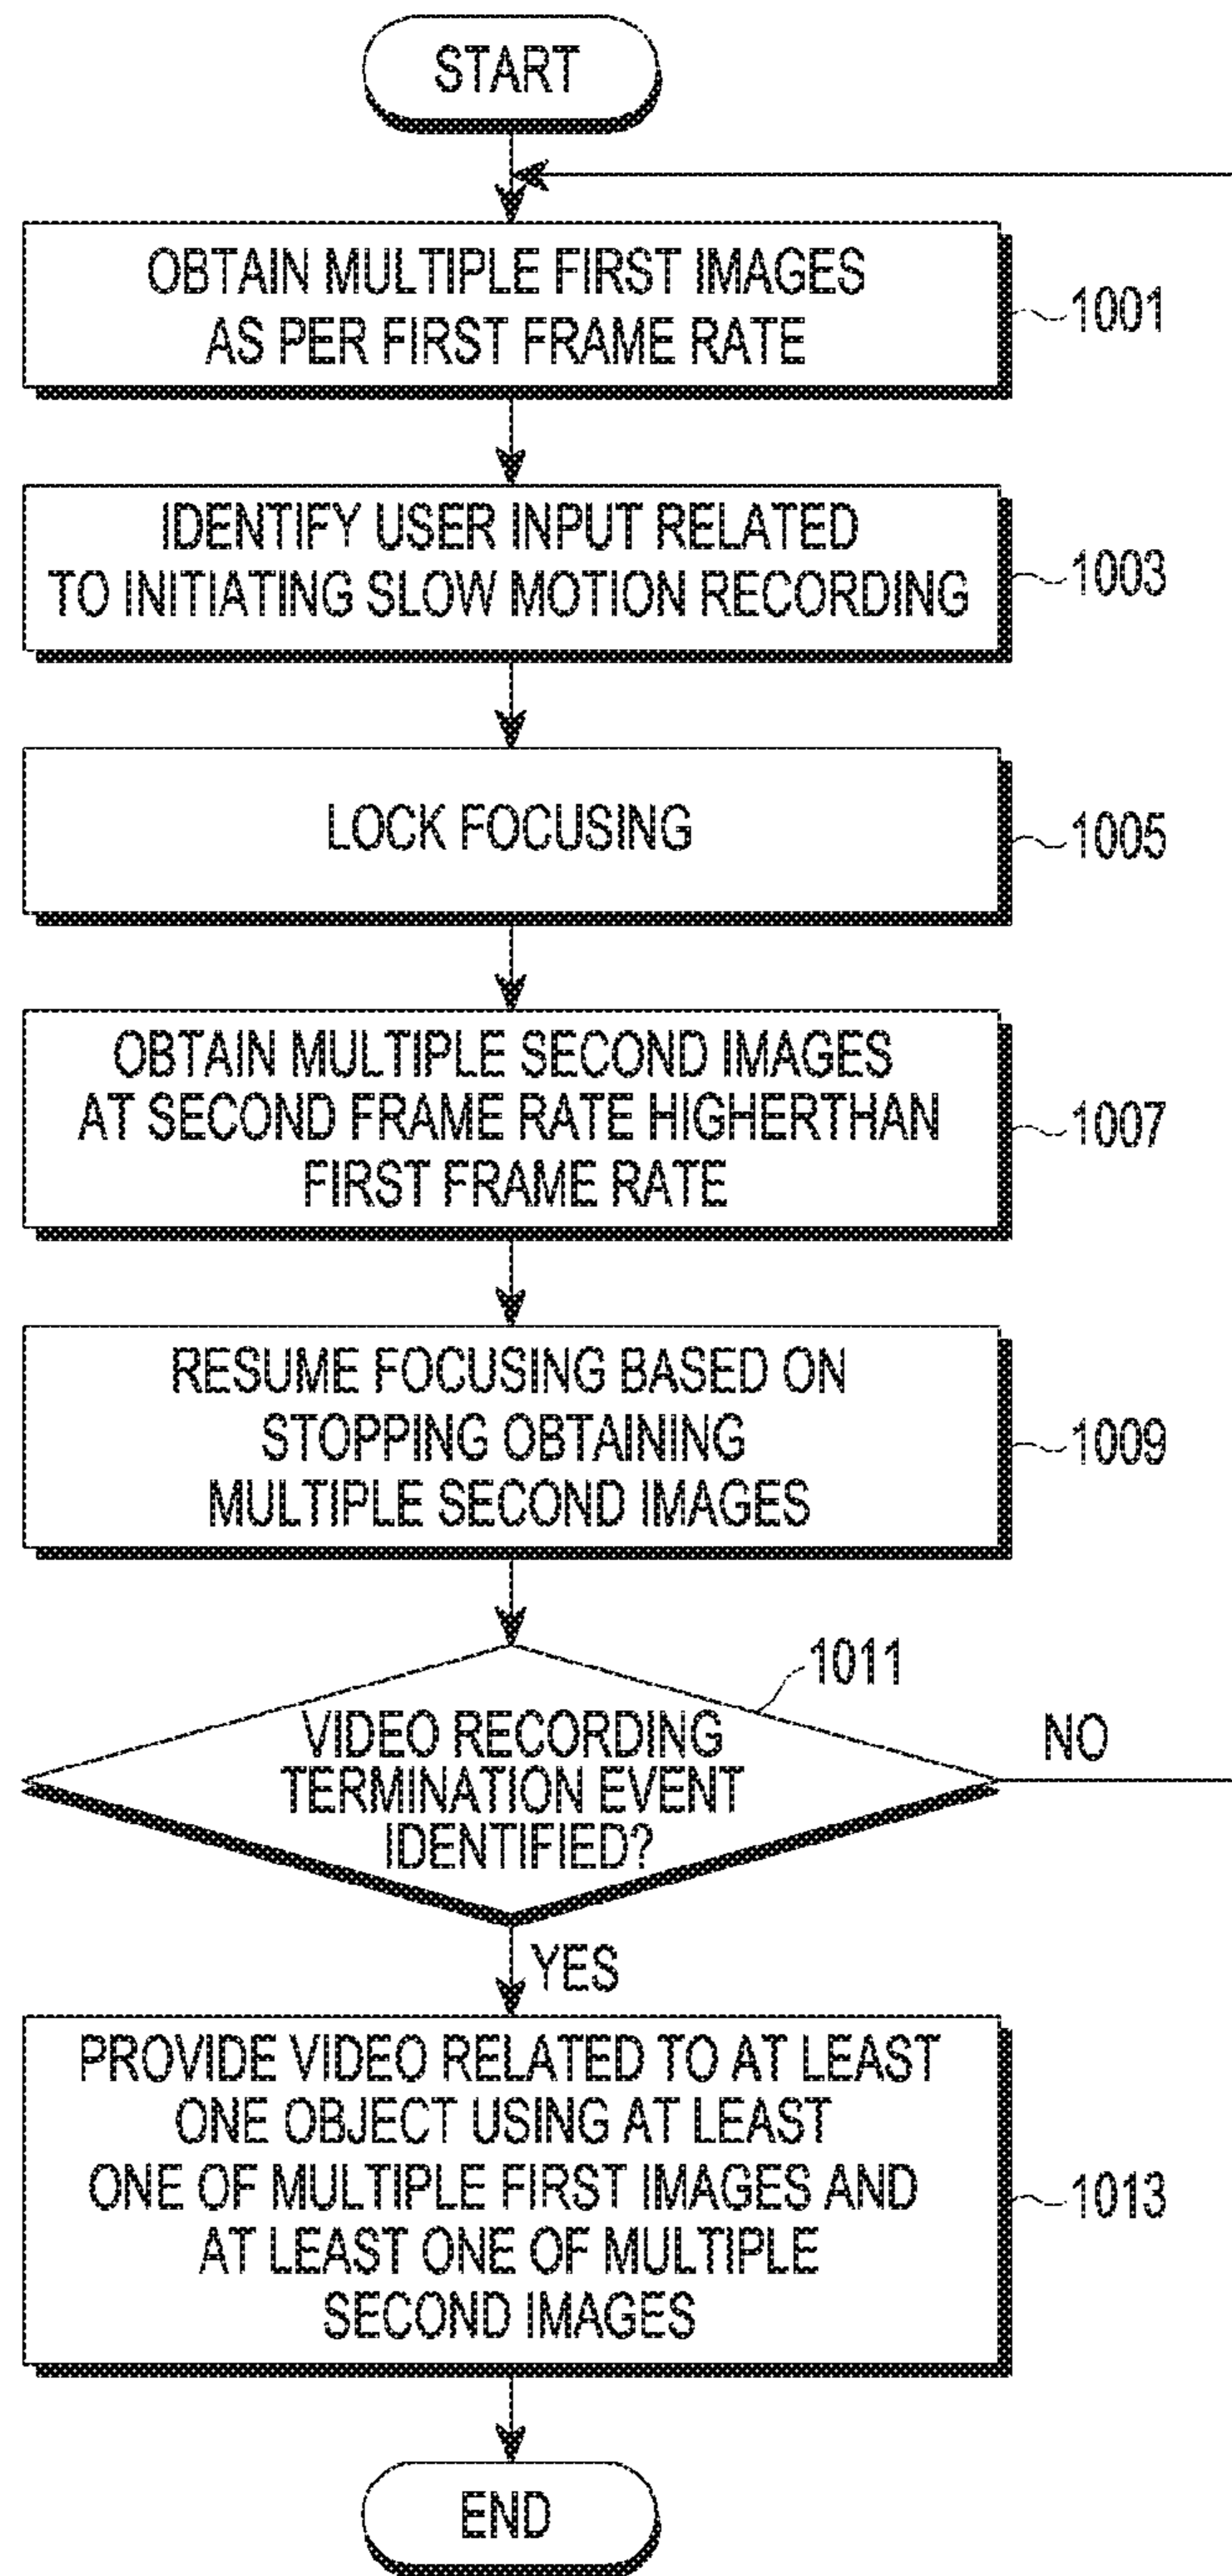 START
OBTAIN MULTIPLE FIRST IMAGES
AS PER FIRST FRAME RATE
1001
IDENTIFY USER INPUT RELATED
TO INITIATING SLOW MOTION RECORDING
1003
LOCK FOCUSING
1005
OBTAIN MULTIPLE SECOND IMAGES
AT SECOND FRAME RATE HIGHERTHAN
FIRST FRAME RATE
1007
RESUME FOCUSING BASED ON
STOPPING OBTAINING
MULTIPLE SECOND IMAGES
1009
1011
VIDEO RECORDING
TERMINATION EVENT
IDENTIFIED?
NO
YES
PROVIDE VIDEO RELATED TO AT LEAST
ONE OBJECT USING AT LEAST
ONE OF MULTIPLE FIRST IMAGES AND
AT LEAST ONE OF MULTIPLE
SECOND IMAGES
1013
END